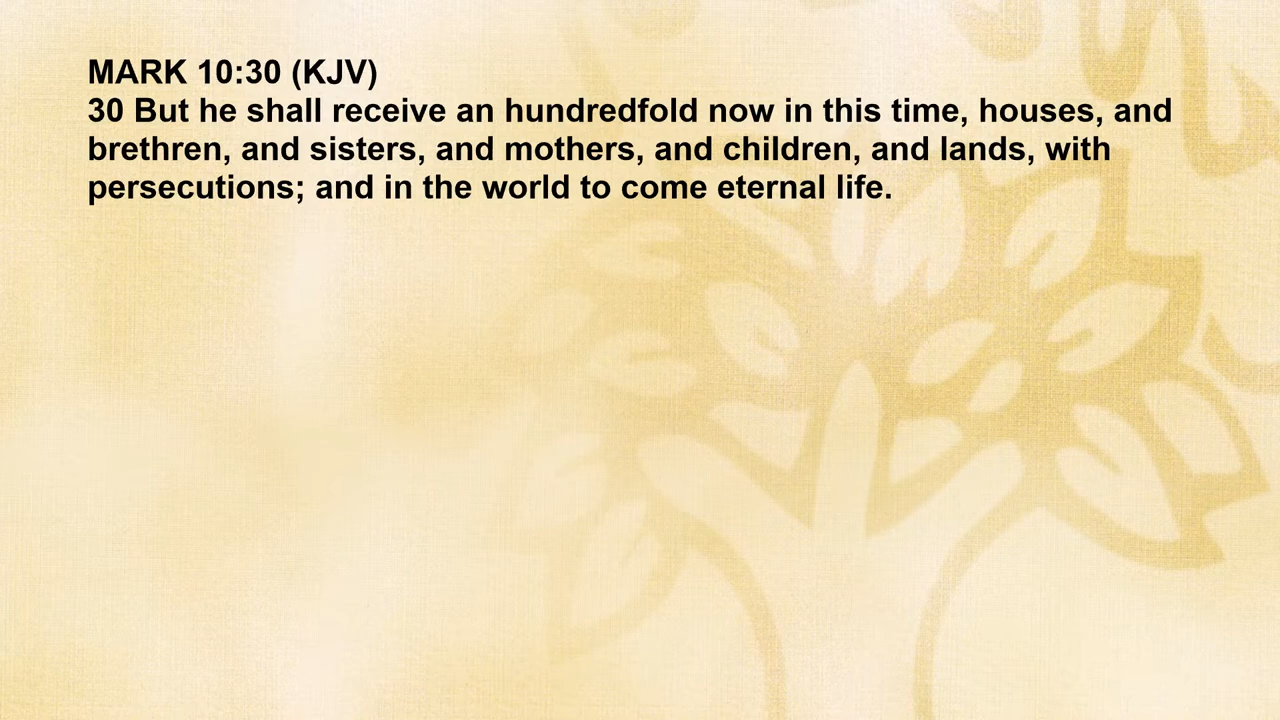 MARK 10:30 (KJV)
30 But he shall receive an hundredfold now in this time, houses, and
brethren, and sisters, and mothers, and children, and lands, with
persecutions; and in the world to come eternal life.